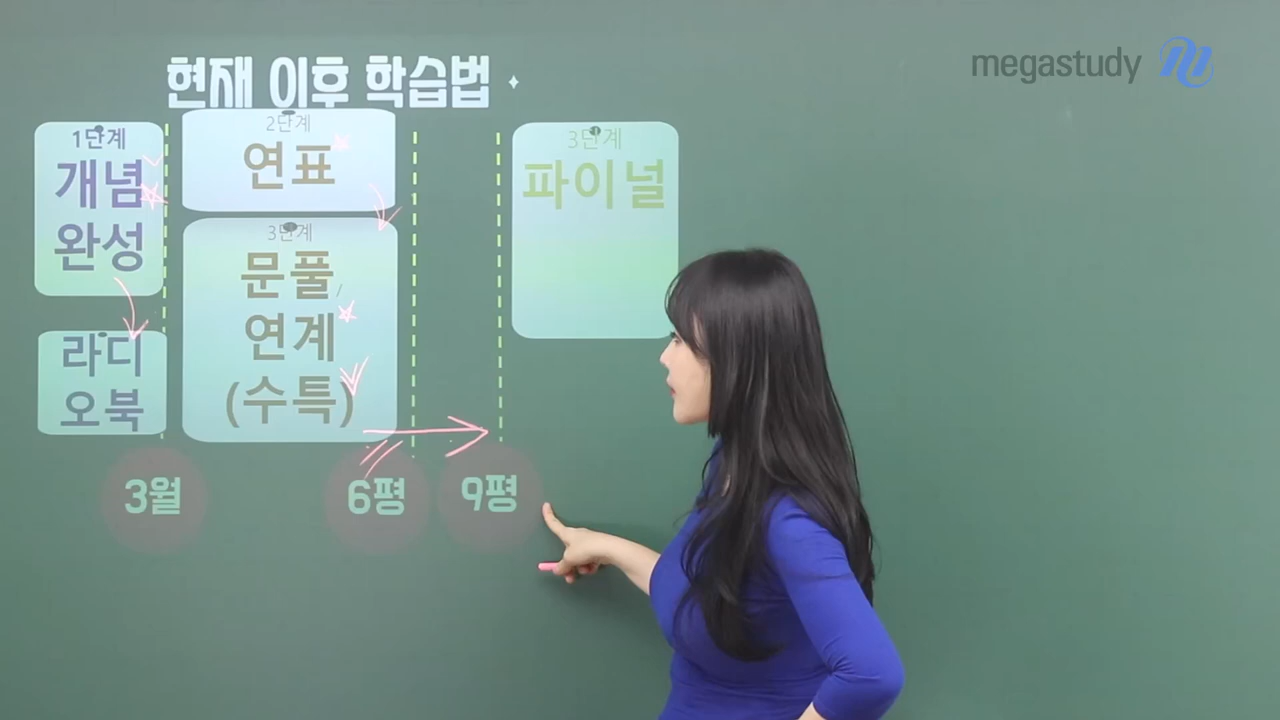 현재 이후 학습법
megastudy
1단계
개념
완성
라디
오북
2단계
연표
3단계
문풀/
연계
(수특)
3단계
파이널
3월
6평
9평